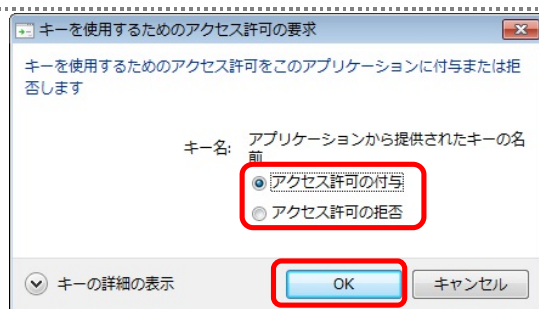 キーを使用するためのアクセス許可の要求
キーを使用するためのアクセス許可をこのアプリケーションに付与または拒
否します
キー名: アプリケーションから提供されたキーの名
前
アクセス許可の付与
アクセス許可の拒否
キーの詳細の表示 OK キャンセル